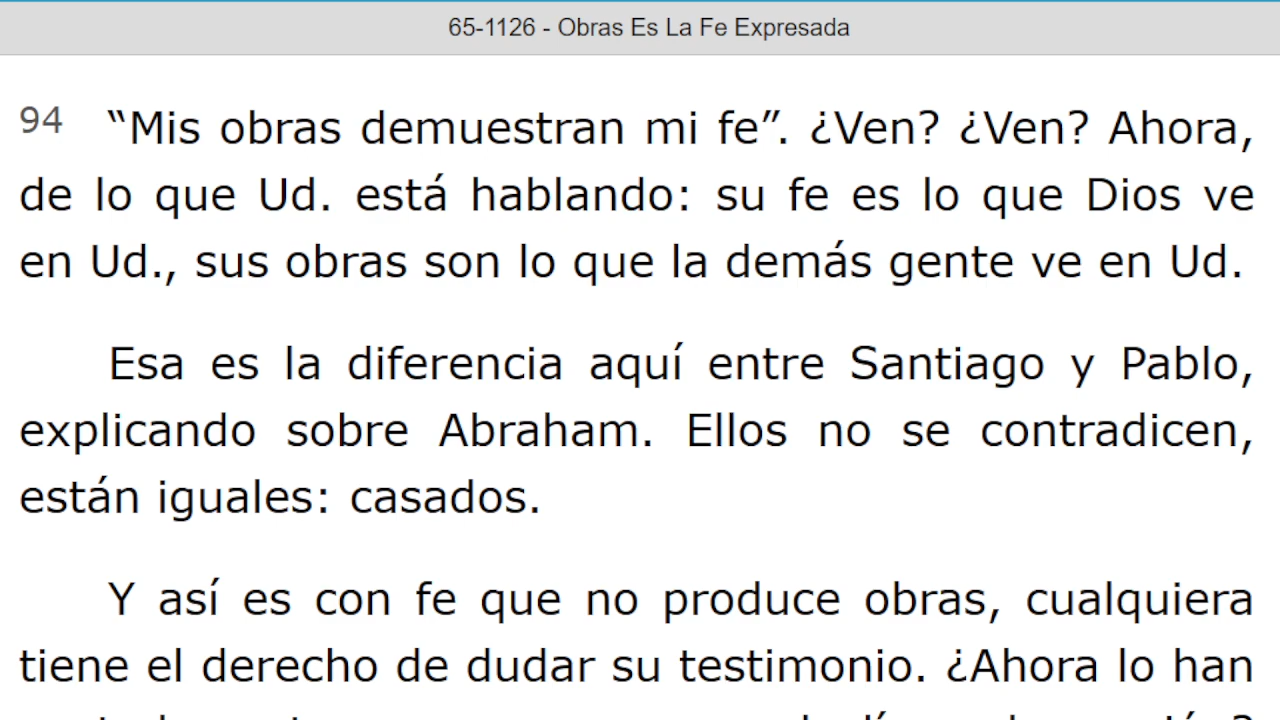 65-1126 - Obras Es La Fe Expresada
94 “Mis obras demuestran mi fe”. ¿Ven? ¿Ven? Ahora,
de lo que Ud. está hablando: su fe es lo que Dios ve
en Ud., sus obras son lo que la demás gente ve en Ud.
Esa es la diferencia aquí entre Santiago y Pablo,
explicando sobre Abraham. Ellos no se contradicen,
están iguales: casados.
Y así es con fe que no produce obras, cualquiera
tiene el derecho de dudar su testimonio. ¿Ahora lo han